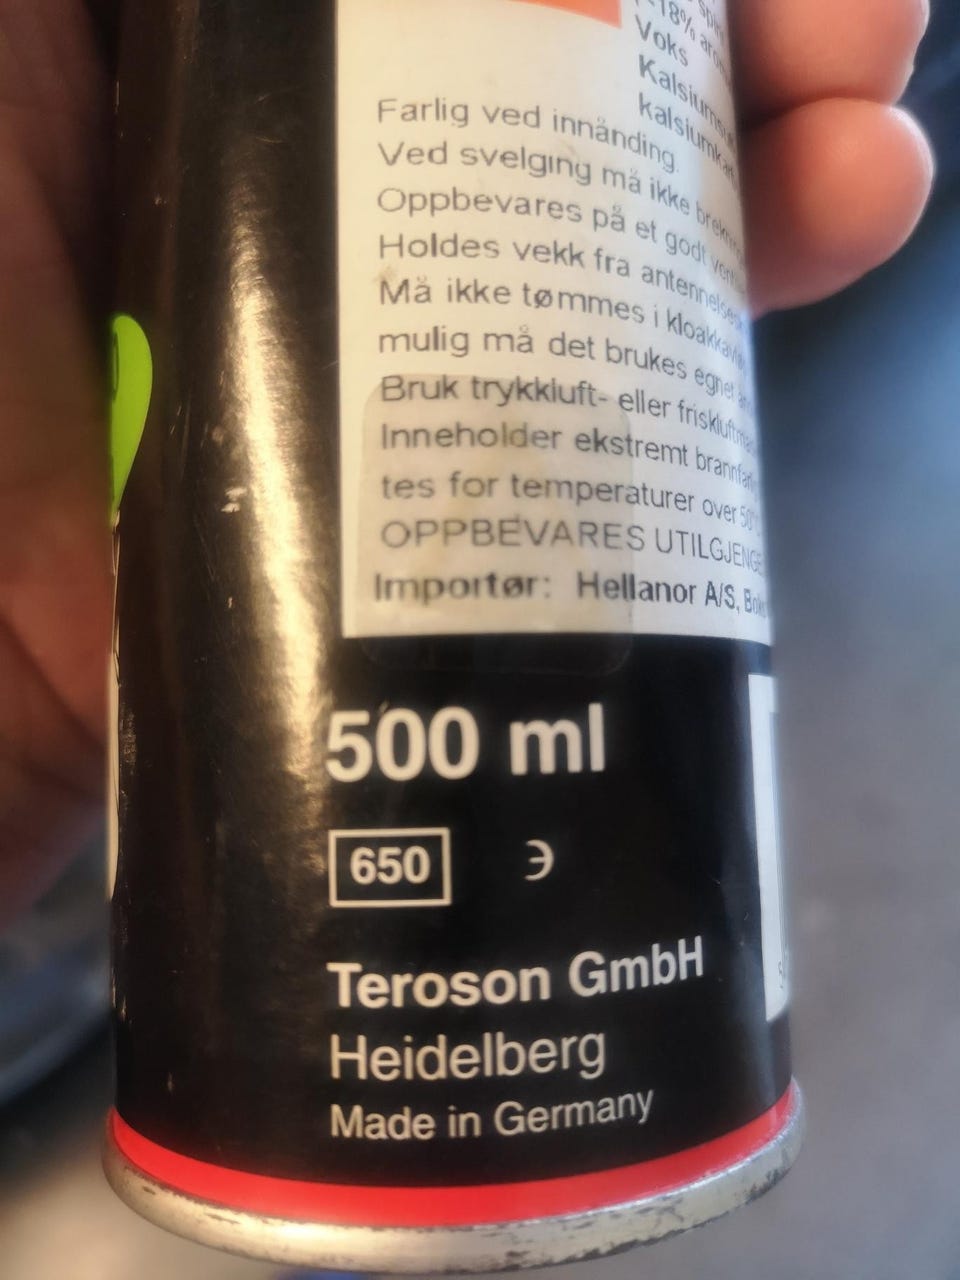 -18%
Voks
Farlig ved innånding.
Ved svelging må ikke
Oppbevares på et godt
Holdes vekk fra
Må ikke tømmes i
mulig må det brukes egnet
Bruk trykkluft- eller
Inneholder ekstremt
tes for temperaturer over 50°
OPPBEVARES
Importør: Hellanor A/S,
500 ml
650 ℮
Teroson GmbH
Heidelberg
Made in Germany